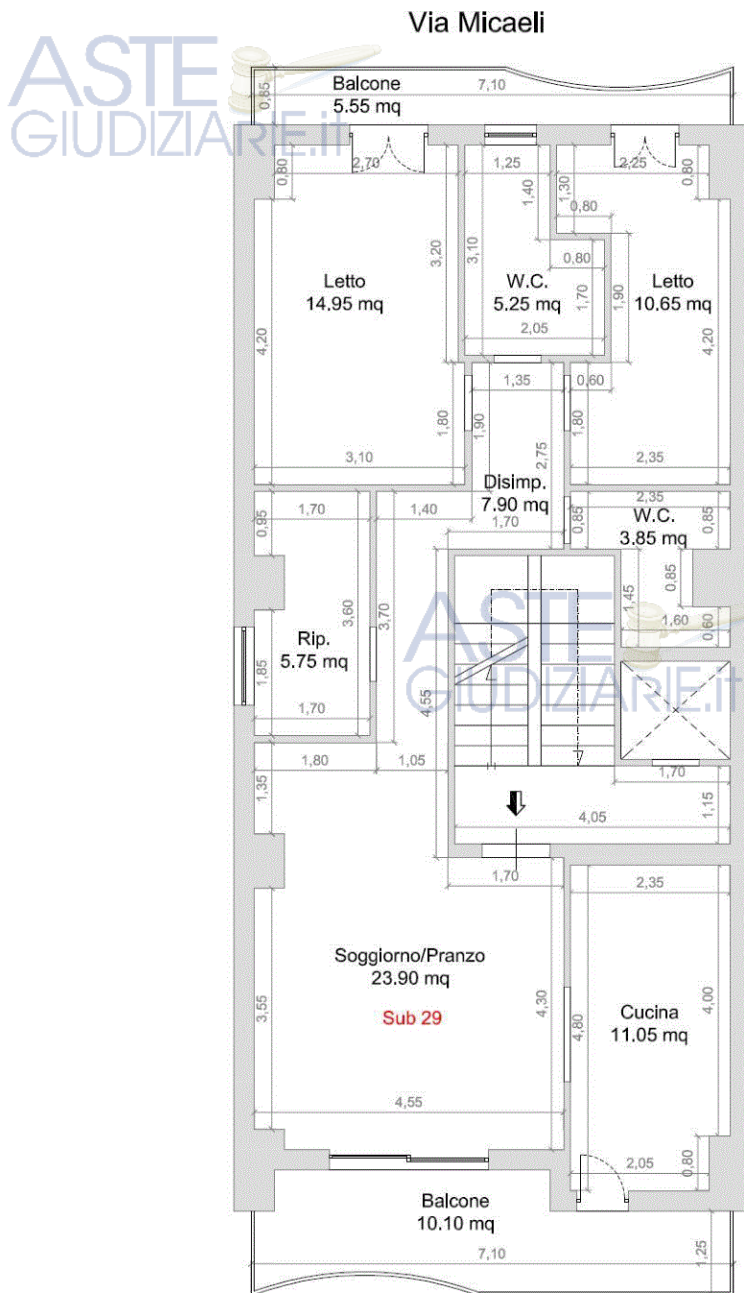 Via Micaeli
ASTE
GIUDIZIARIE.it
Balcone
5.55 mq
7,10
0,85
2,70
1,25
2,25
0,80
1,40
1,30
0,80
0,80
3,20
3,10
0,80
Letto
14.95 mq
W.C.
5.25 mq
Letto
10.65 mq
1,70
1,90
4,20
4,20
2,05
1,35
0,60
1,80
1,90
1,80
3,10
2,75
2,35
Disimp.
7.90 mq
1,70
1,40
1,70
2,35
0,95
0,85
W.C.
3.85 mq
0,85
3,60
3,70
ASTE
GIUDIZIARIE.it
0,85
1,45
1,60
0,60
Rip.
5.75 mq
1,85
1,70
4,55
1,80
1,05
1,70
1,35
1,15
4,05
1,70
2,35
Soggiorno/Pranzo
23.90 mq
Sub 29
3,55
4,30
4,80
4,00
Cucina
11.05 mq
4,55
2,05
0,80
Balcone
10.10 mq
7,10
1,25